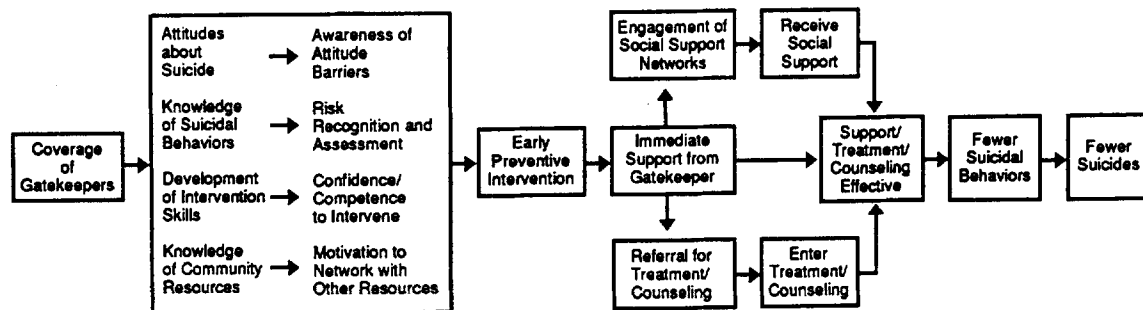 Coverage
of
Gatekeepers
Attitudes
about
Suicide
Awareness of
Attitude
Barriers
Knowledge
of Suicidal
Behaviors
Risk
Recognition and
Assessment
Development
of Intervention
Skills
Confidence/
Competence
to Intervene
Knowledge
of Community
Resources
Motivation to
Network with
Other Resources
Early
Preventive
Intervention
Immediate
Support from
Gatekeeper
Engagement of
Social Support
Networks
Receive
Social
Support
Referral for
Treatment/
Counseling
Enter
Treatment/
Counseling
Support/
Treatment/
Counseling
Effective
Fewer
Suicidal
Behaviors
Fewer
Suicides